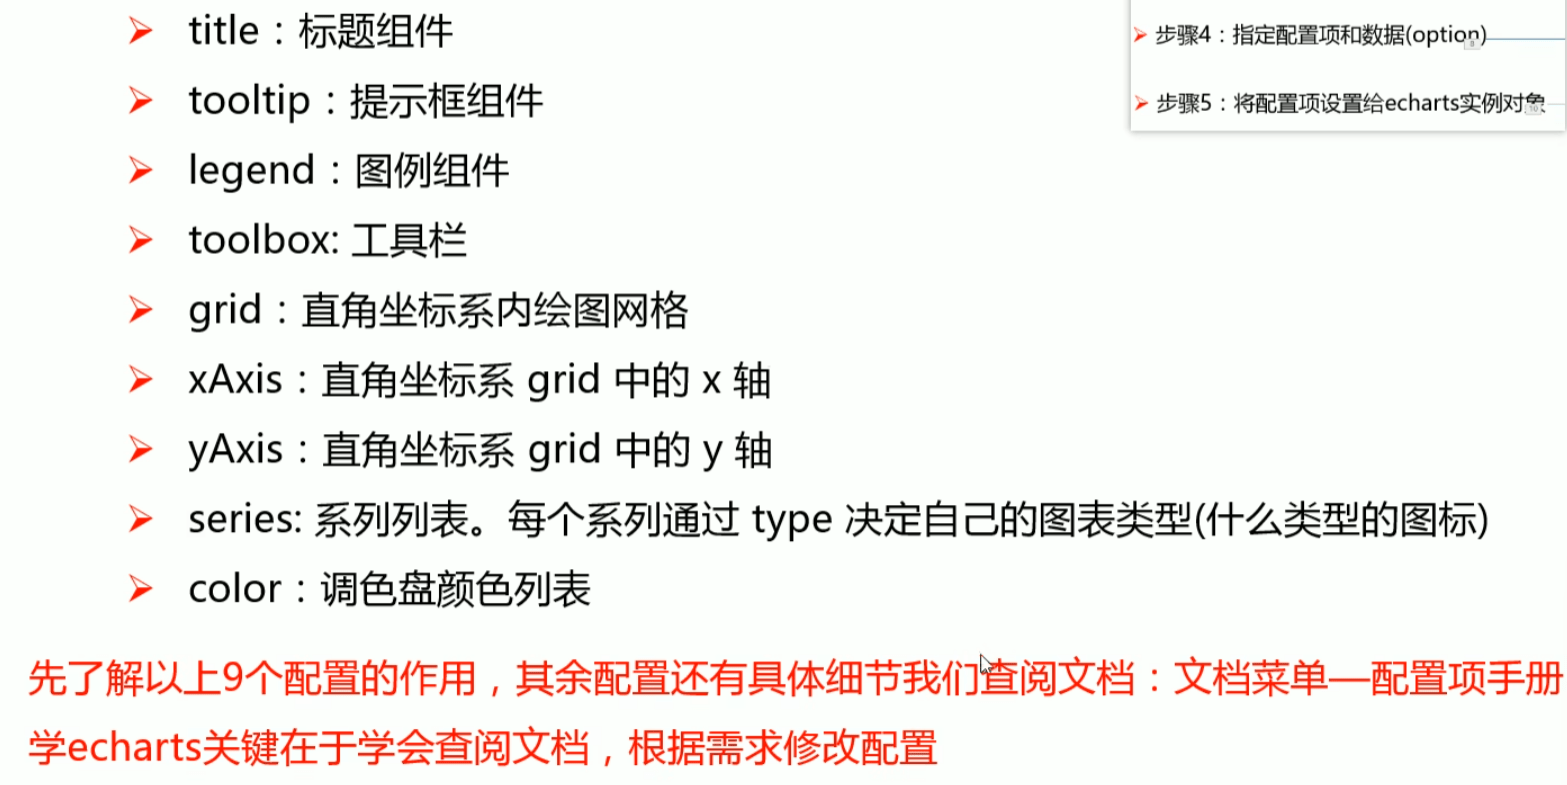 title：标题组件
tooltip：提示框组件
legend：图例组件
toolbox: 工具栏
grid：直角坐标系内绘图网格
xAxis：直角坐标系 grid 中的 x 轴
yAxis：直角坐标系 grid 中的 y 轴
series: 系列列表。每个系列通过 type 决定自己的图表类型(什么类型的图标)
color：调色盘颜色列表
先了解以上9个配置的作用，其余配置还有具体细节我们查阅文档：文档菜单—配置项手册
学echarts关键在于学会查阅文档，根据需求修改配置
步骤4：指定配置项和数据(option)
步骤5：将配置项设置给echarts实例对象